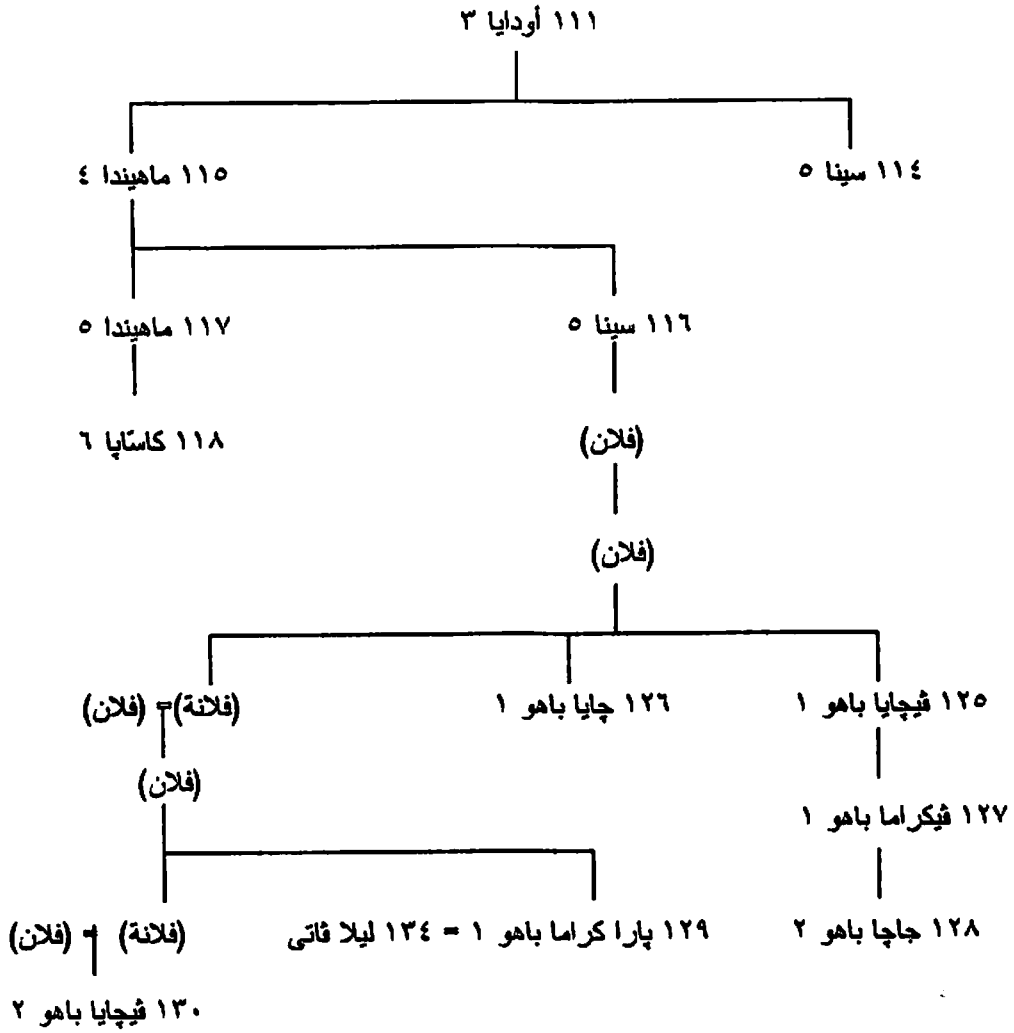 ١١١ أودايا ٣
١١٤ سينا ٥
١١٥ ماهيندا ٤
١١٦ سينا ٥
١١٧ ماهيندا ٥
(فلان)
١١٨ كاسّاپا ٦
(فلان)
١٢٥ ڤيچايا باهو ١
١٢٦ چايا باهو ١
(فلانة) = (فلان)
(فلان)
١٢٧ ڤيكراما باهو ١
١٢٨ جاچا باهو ٢
١٢٩ پارا كراما باهو ١ = ١٣٤ ليلا ڤاتى
(فلانة) = (فلان)
١٣٠ ڤيچايا باهو ٢